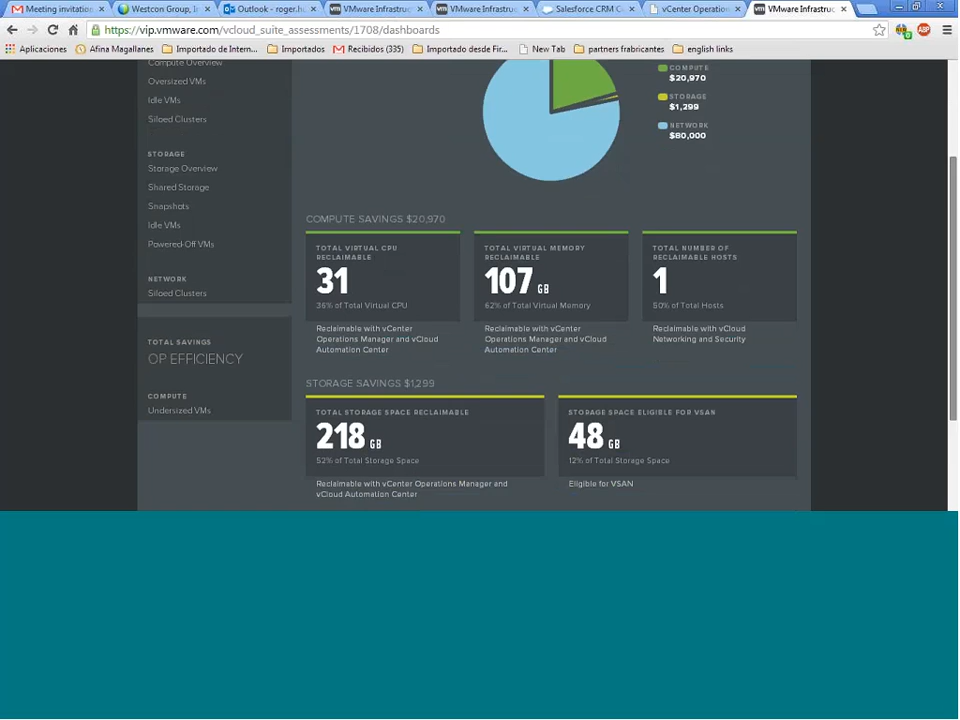 Meeting invitation
Westcon Group, In
Outlook - roger.h
VMware Infrastruc
VMware Infrastruc
Salesforce CRM C
vCenter Operation
VMware Infrastruc
https://vip.vmware.com/vcloud_suite_assessments/1708/dashboards
Aplicaciones
Afina Magallanes
Importado de Intern...
Importados
Recibidos (335)
Importado desde Fir...
New Tab
partners frabricantes
english links
Compute Overview
Oversized VMs
Idle VMs
Siloed Clusters
STORAGE
Storage Overview
Shared Storage
Snapshots
Idle VMs
Powered-Off VMs
NETWORK
Siloed Clusters
TOTAL SAVINGS
OP EFFICIENCY
COMPUTE
Undersized VMs
COMPUTE
$20,970
STORAGE
$1,299
NETWORK
$80,000
COMPUTE SAVINGS $20,970
TOTAL VIRTUAL CPU
RECLAIMABLE
31
36% of Total Virtual CPU
Reclaimable with vCenter
Operations Manager and vCloud
Automation Center
TOTAL VIRTUAL MEMORY
RECLAIMABLE
107 GB
62% of Total Virtual Memory
Reclaimable with vCenter
Operations Manager and vCloud
Automation Center
TOTAL NUMBER OF
RECLAIMABLE HOSTS
1
50% of Total Hosts
Reclaimable with vCloud
Networking and Security
STORAGE SAVINGS $1,299
TOTAL STORAGE SPACE RECLAIMABLE
218 GB
52% of Total Storage Space
Reclaimable with vCenter Operations Manager and
vCloud Automation Center
STORAGE SPACE ELIGIBLE FOR VSAN
48 GB
12% of Total Storage Space
Eligible for VSAN